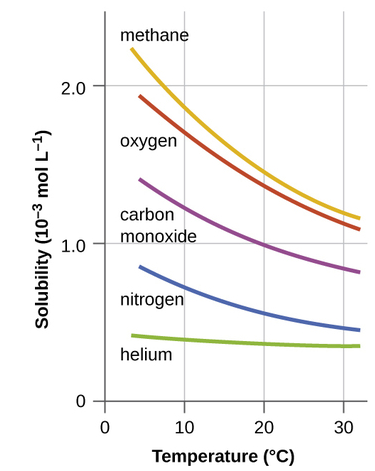 methane
2.0
oxygen
carbon
monoxide
1.0
nitrogen
helium
0
0 10 20 30
Temperature (°C)
Solubility (10⁻³ mol L⁻¹)